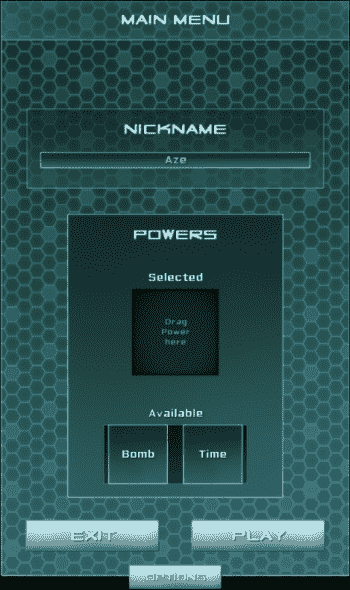 MAIN MENU
NICKNAME
Aze
POWERS
Selected
Drag
Power
here
Available
Bomb Time
EXIT PLAY
OPTIONS